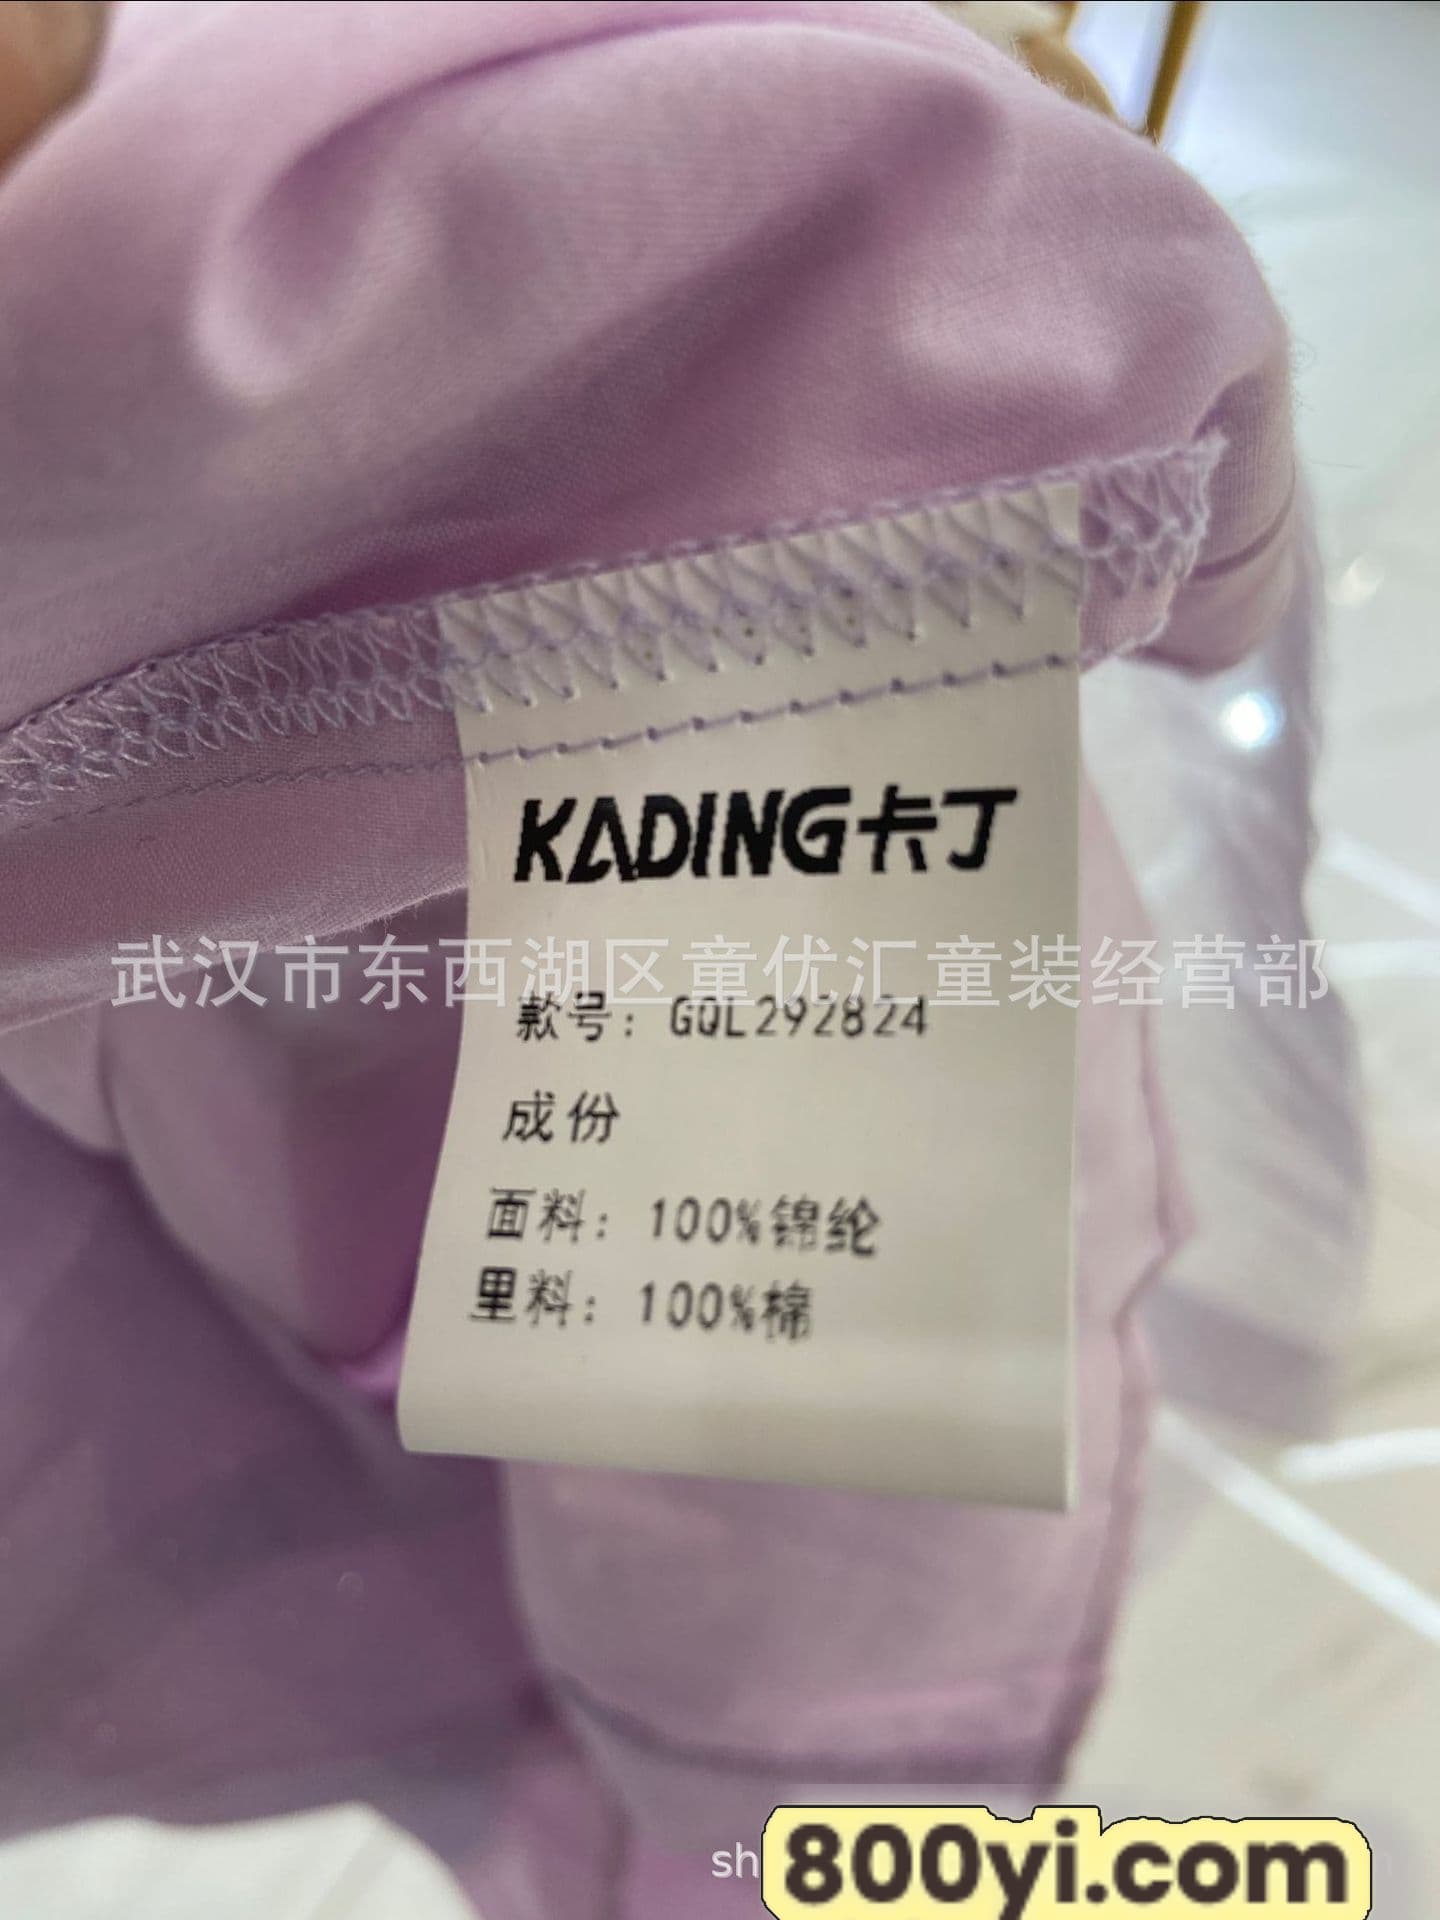 KADING卡丁
武汉市东西湖区童优汇童装经营部
款号：GQL292824
成份
面料：100%锦纶
里料：100%棉
sh
800yi.com